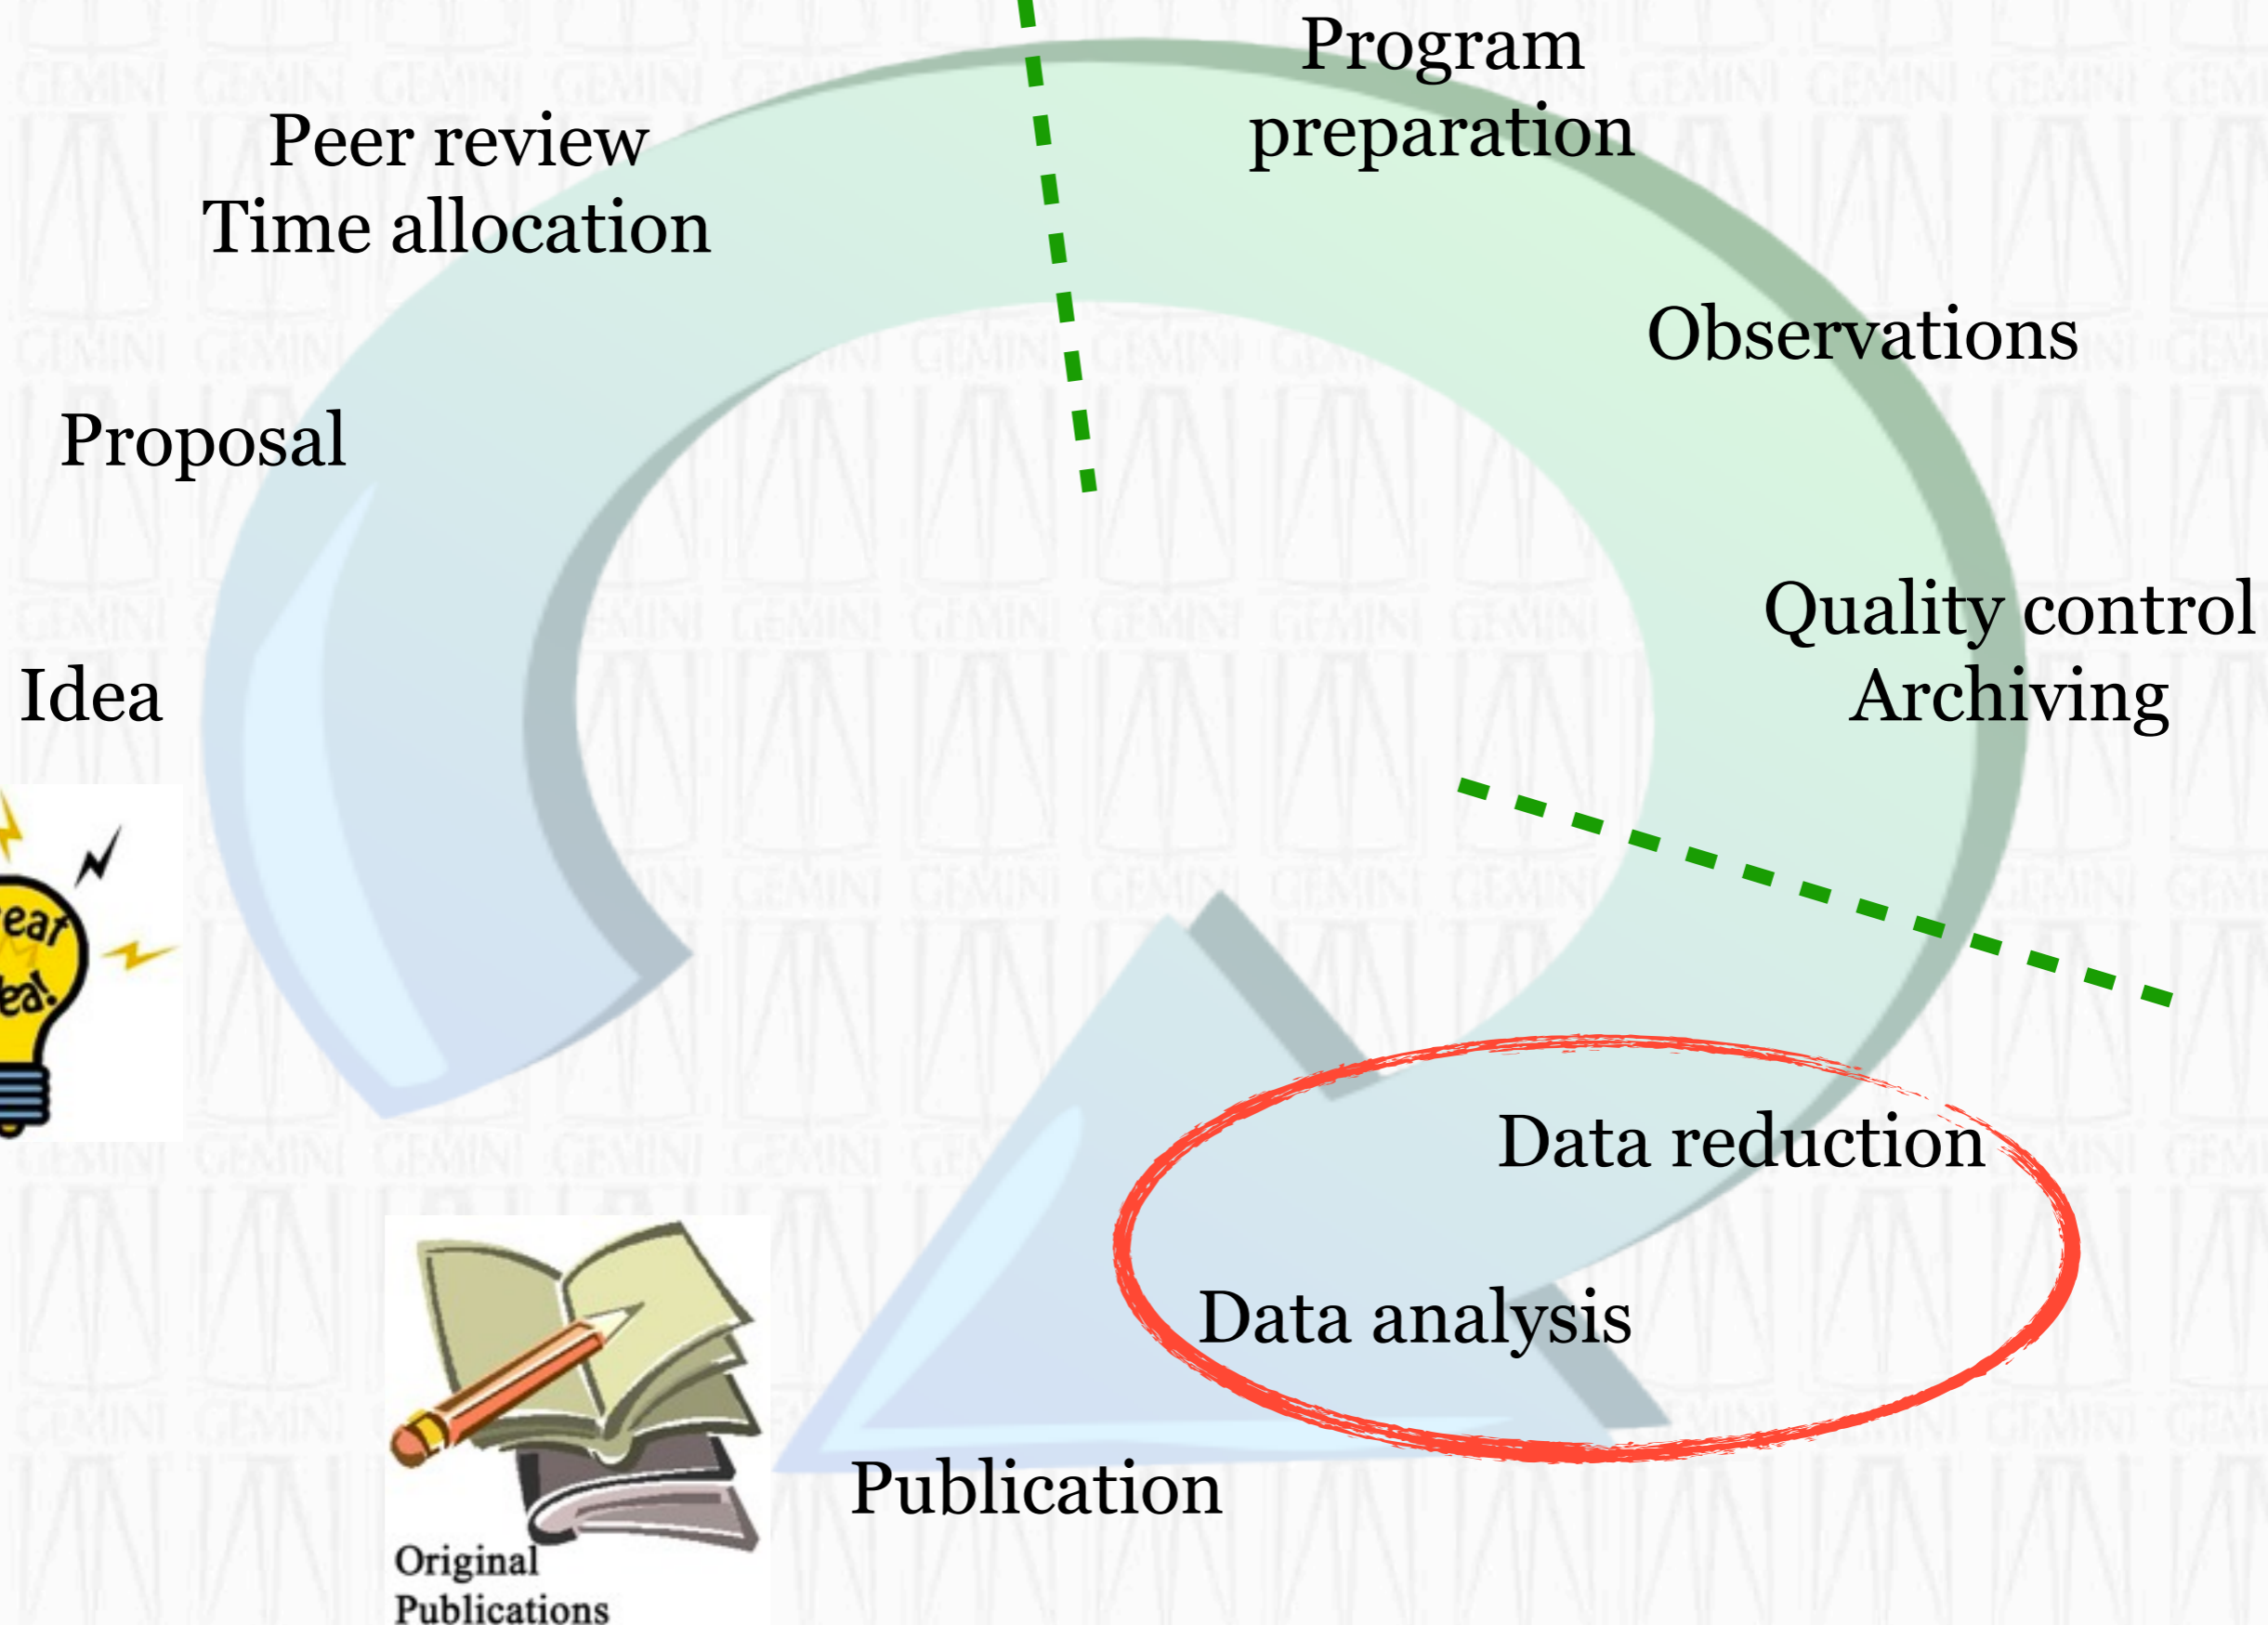 Program
preparation
Peer review
Time allocation
Observations
Proposal
Quality control
Archiving
Idea
Data reduction
Data analysis
Publication
Original
Publications
GEMINI